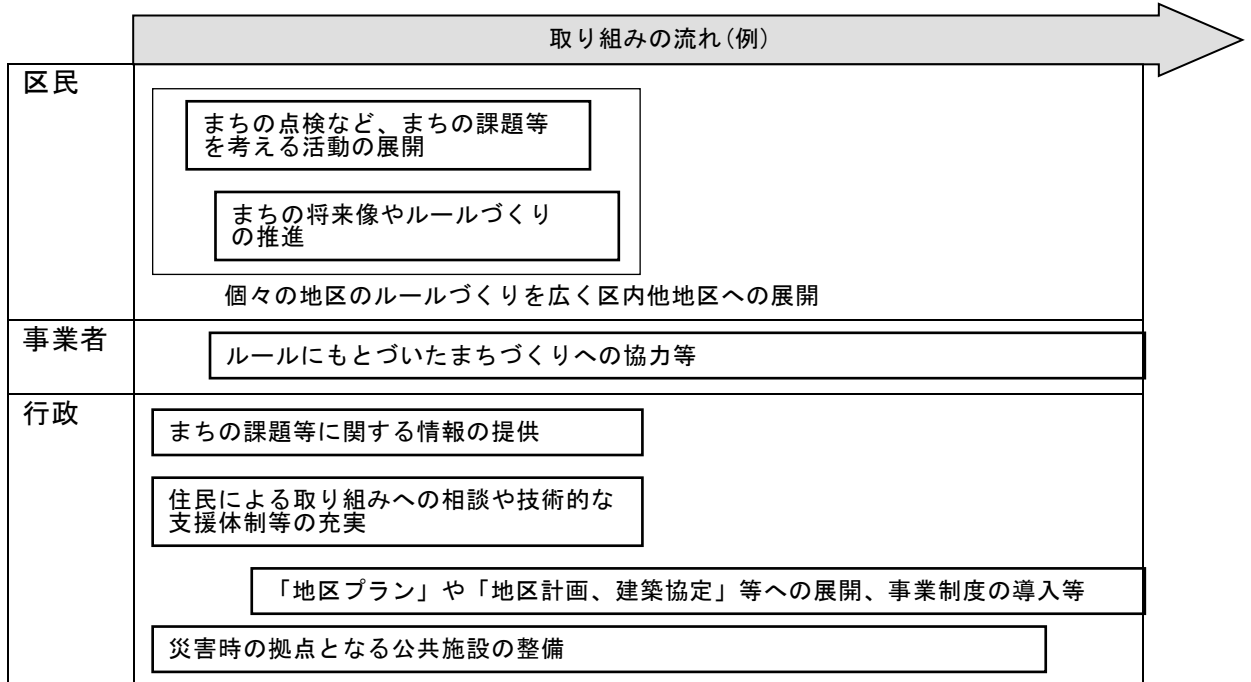 取り組みの流れ(例)
区民
まちの点検など、まちの課題等
を考える活動の展開
まちの将来像やルールづくり
の推進
個々の地区のルールづくりを広く区内他地区への展開
事業者
ルールにもとづいたまちづくりへの協力等
行政
まちの課題等に関する情報の提供
住民による取り組みへの相談や技術的な
支援体制等の充実
「地区プラン」や「地区計画、建築協定」等への展開、事業制度の導入等
災害時の拠点となる公共施設の整備